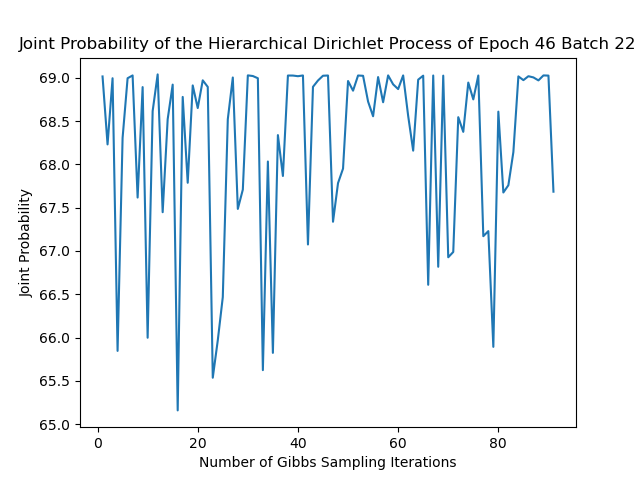 Joint Probability of the Hierarchical Dirichlet Process of Epoch 46 Batch 22
69.0
68.5
68.0
67.5
67.0
66.5
66.0
65.5
65.0
Joint Probability
0 20 40 60 80
Number of Gibbs Sampling Iterations